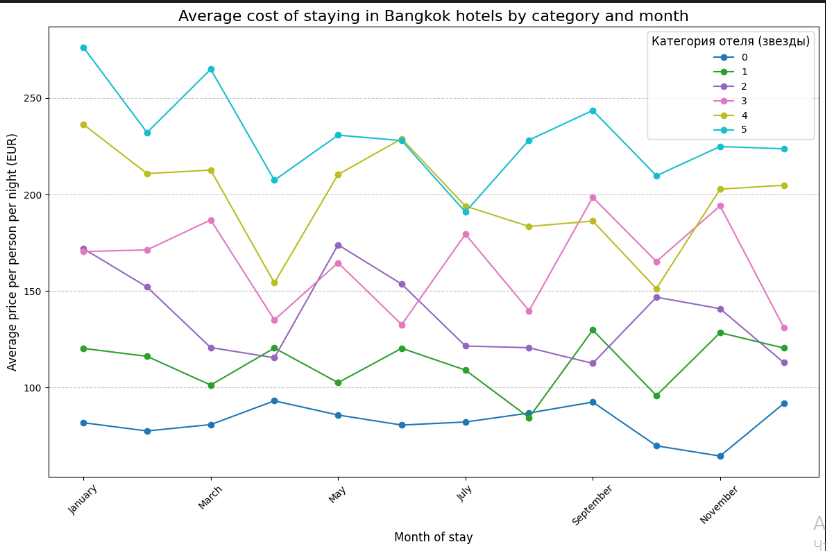 Average cost of staying in Bangkok hotels by category and month
Категория отеля (звезды)
0
1
2
3
4
5
Average price per person per night (EUR)
250
200
150
100
January
March
May
July
September
November
Month of stay